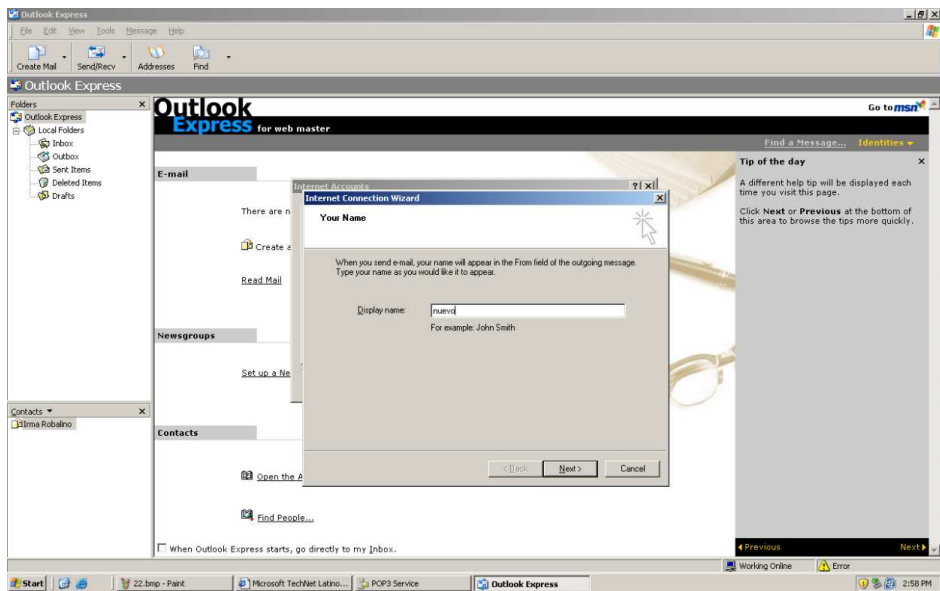 Outlook Express
File Edit View Tools Message Help
Create Mail Send/Recv Addresses Find
Outlook Express
Folders
Outlook Express
Local Folders
Inbox
Outbox
Sent Items
Deleted Items
Drafts
Contacts
Irma Robalino
Outlook
Express for web master
Go to msn
Find a Message... Identities
E-mail
There are n
Create a
Read Mail
Newsgroups
Set up a Ne
Contacts
Open the A
Find People...
When Outlook Express starts, go directly to my Inbox.
Internet Accounts
Internet Connection Wizard
Your Name
When you send e-mail, your name will appear in the From field of the outgoing message.
Type your name as you would like it to appear.
Display name: nuevo
For example: John Smith
< Back Next > Cancel
Tip of the day
A different help tip will be displayed each
time you visit this page.
Click Next or Previous at the bottom of
this area to browse the tips more quickly.
Previous Next
Working Online Error
Start 22.bmp - Paint Microsoft TechNet Latino... POP3 Service Outlook Express 2:58 PM